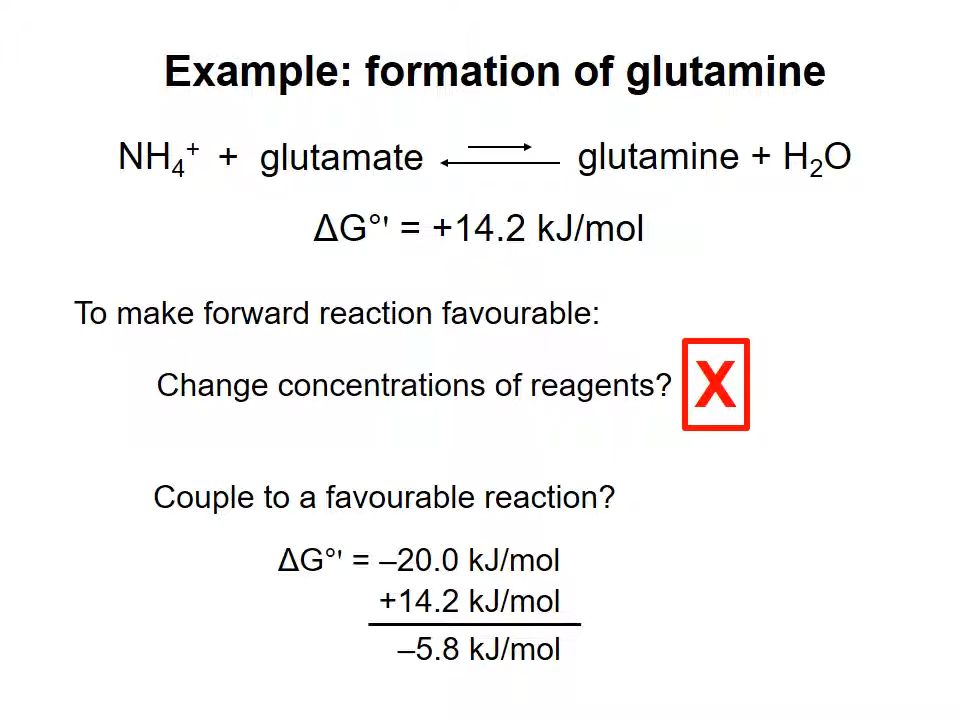 Example: formation of glutamine
NH₄⁺ + glutamate ⇌ glutamine + H₂O
ΔG°' = +14.2 kJ/mol
To make forward reaction favourable:
Change concentrations of reagents? X
Couple to a favourable reaction?
ΔG°' = –20.0 kJ/mol
+14.2 kJ/mol
–5.8 kJ/mol